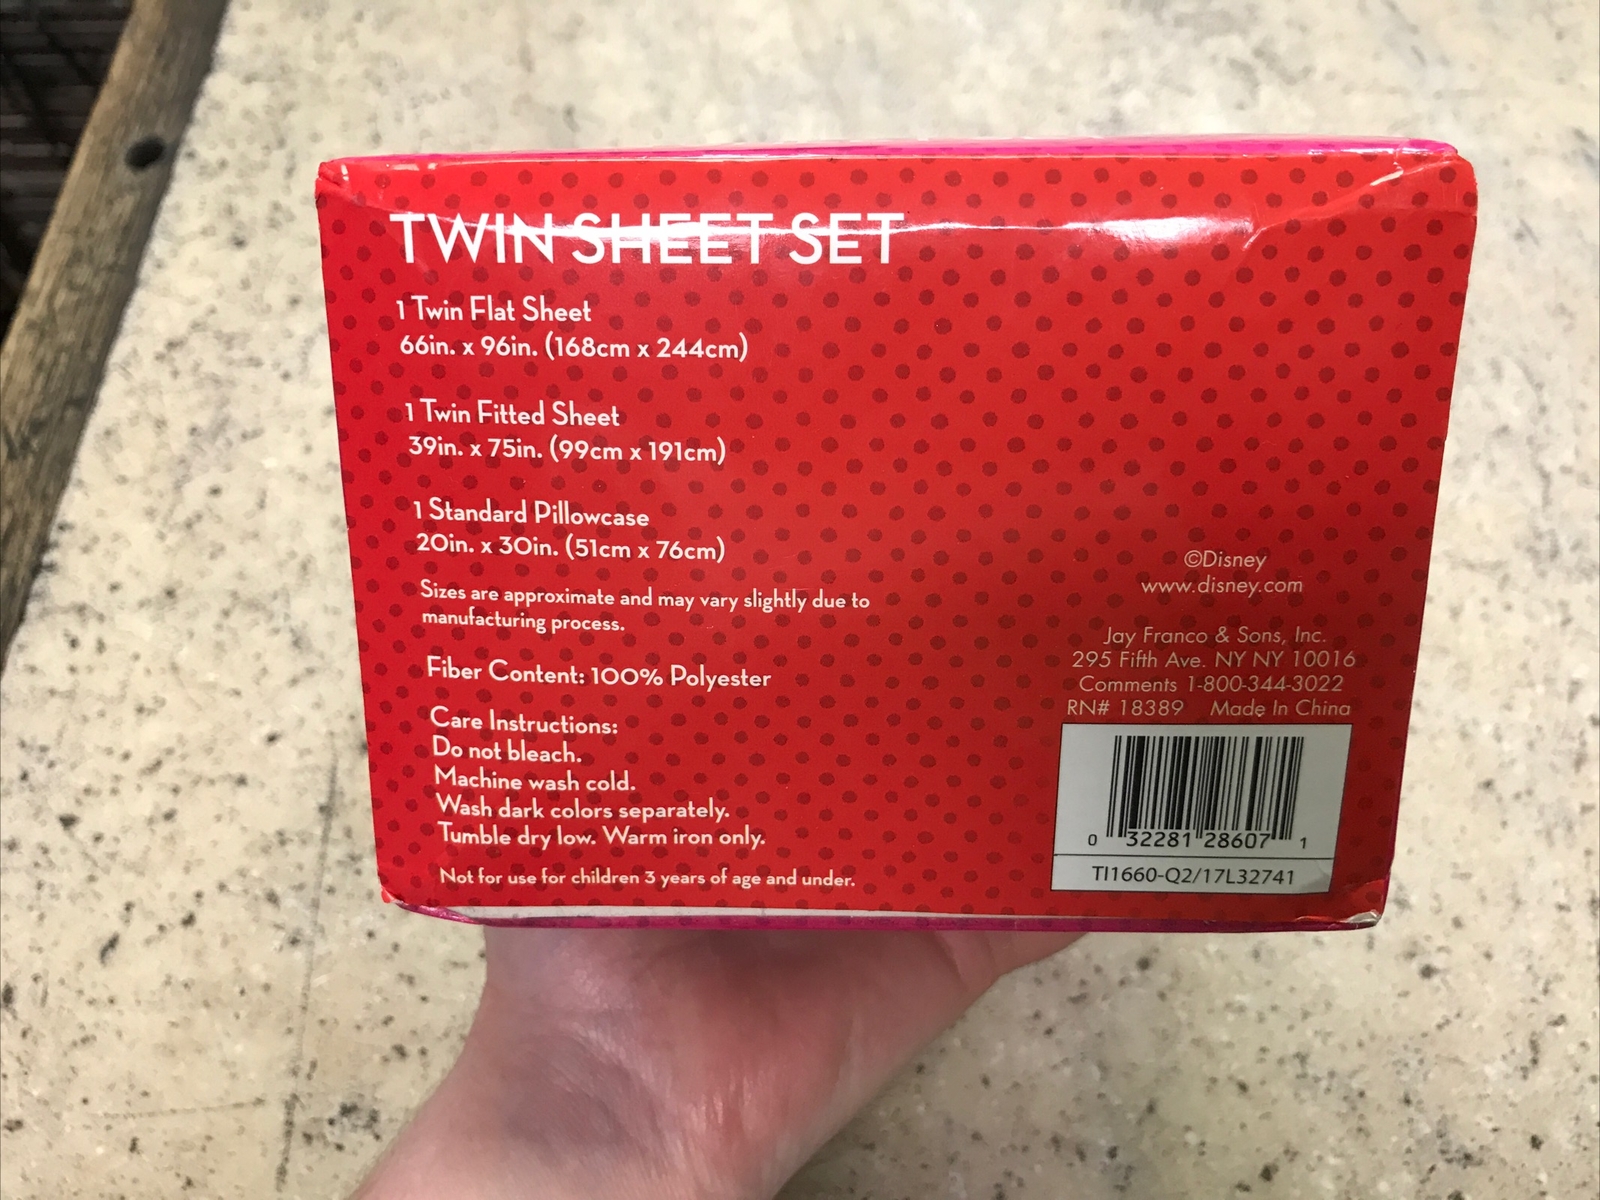 TWIN SHEET SET
1 Twin Flat Sheet
66in. x 96in. (168cm x 244cm)
1 Twin Fitted Sheet
39in. x 75in. (99cm x 191cm)
1 Standard Pillowcase
20in. x 30in. (51cm x 76cm)
Sizes are approximate and may vary slightly due to
manufacturing process.
Fiber Content: 100% Polyester
Care Instructions:
Do not bleach.
Machine wash cold.
Wash dark colors separately.
Tumble dry low. Warm iron only.
Not for use for children 3 years of age and under.
©Disney
www.disney.com
Jay Franco & Sons, Inc.
295 Fifth Ave. NY NY 10016
Comments 1-800-344-3022
RN# 18389 Made In China
0 32281 28607 1
TI1660-Q2/17L32741